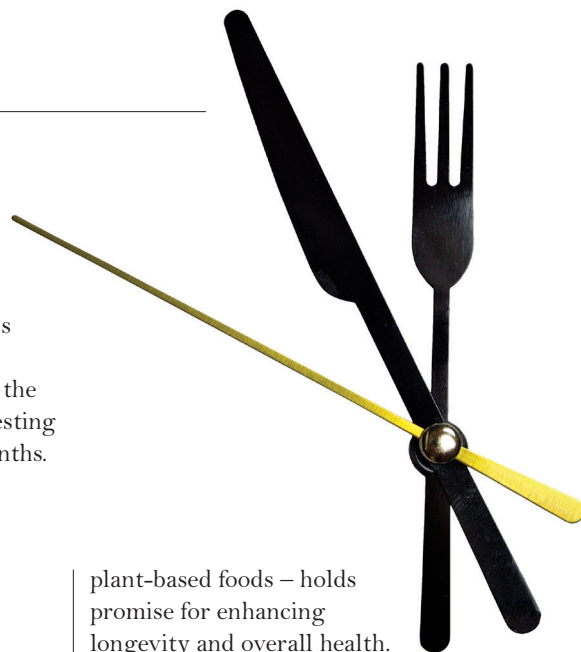 s
the
esting
nths.
plant-based foods – holds
promise for enhancing
longevity and overall health.